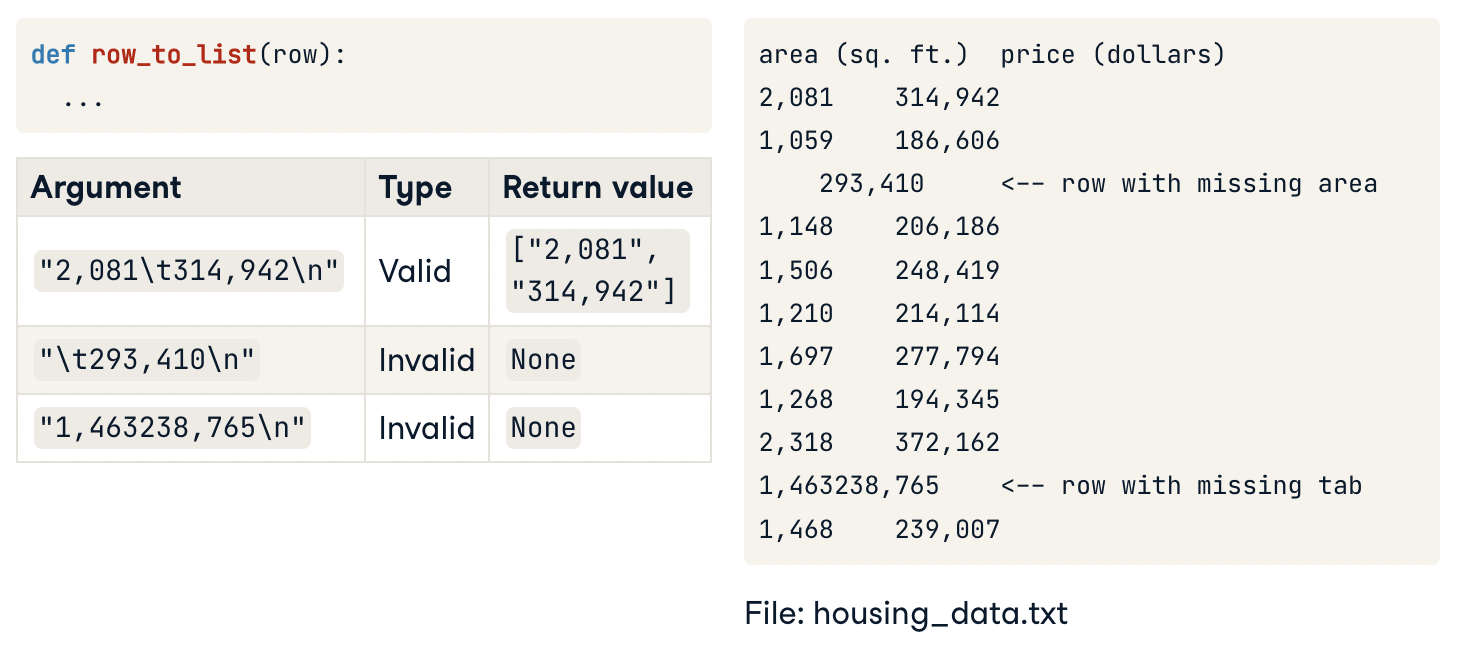 def row_to_list(row):
...
Argument Type Return value
"2,081\t314,942\n" Valid ["2,081",
"314,942"]
"\t293,410\n" Invalid None
"1,463238,765\n" Invalid None
area (sq. ft.) price (dollars)
2,081 314,942
1,059 186,606
293,410 <-- row with missing area
1,148 206,186
1,506 248,419
1,210 214,114
1,697 277,794
1,268 194,345
2,318 372,162
1,463238,765 <-- row with missing tab
1,468 239,007
File: housing_data.txt